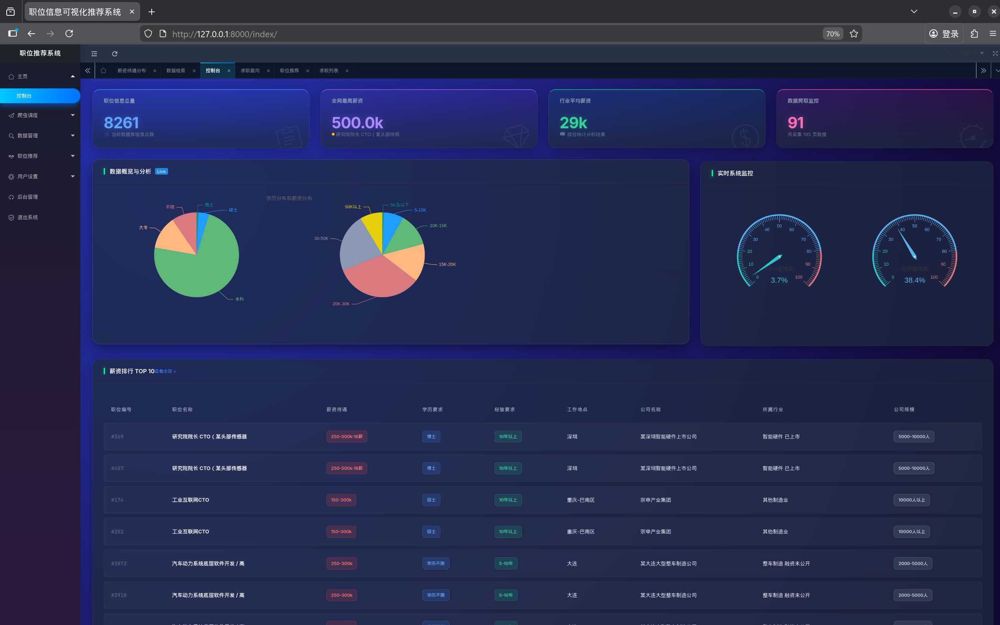 职位信息可视化推荐系统
http://127.0.0.1:8000/index/
70%
登录
职位推荐系统
主页
控制台
爬虫调度
数据管理
职位推荐
用户设置
后台管理
退出系统
薪资待遇分布
数据检索
控制台
求职意向
职位推荐
求职列表
职位信息总量
8261
当前数据库收录总数
全网最高薪资
500.0k
研究院院长 CTO（某头部传感
行业平均薪资
29k
综合统计分析结果
数据爬取监控
91
共采集 195 页数据
数据概览与分析 Live
学历分布和薪资分布
不限
博士
硕士
大专
本科
50K以上
5K及以下
5-10K
10K-15K
30-50K
15K-20K
20K-30K
实时系统监控
0 10 20 30 40 50 60 70 80 90 100
CPU使用率
3.7%
0 10 20 30 40 50 60 70 80 90 100
内存使用率
38.4%
薪资排行 TOP 10查看全部 >
职位编号 职位名称 薪资待遇 学历要求 经验要求 工作地点 公司名称 所属行业 公司规模
#369 研究院院长 CTO（某头部传感器 250-500k·16薪 博士 10年以上 深圳 某深圳智能硬件上市公司 智能硬件 已上市 5000-10000人
#407 研究院院长 CTO（某头部传感器 250-500k·16薪 博士 10年以上 深圳 某深圳智能硬件上市公司 智能硬件 已上市 5000-10000人
#174 工业互联网CTO 150-300k 硕士 10年以上 重庆-巴南区 宗申产业集团 其他制造业 10000人以上
#202 工业互联网CTO 150-300k 硕士 10年以上 重庆-巴南区 宗申产业集团 其他制造业 10000人以上
#3872 汽车动力系统底层软件开发 / 高 250-300k 学历不限 5-10年 大连 某大连大型整车制造公司 整车制造 融资未公开 2000-5000人
#3918 汽车动力系统底层软件开发 / 高 250-300k 学历不限 5-10年 大连 某大连大型整车制造公司 整车制造 融资未公开 2000-5000人